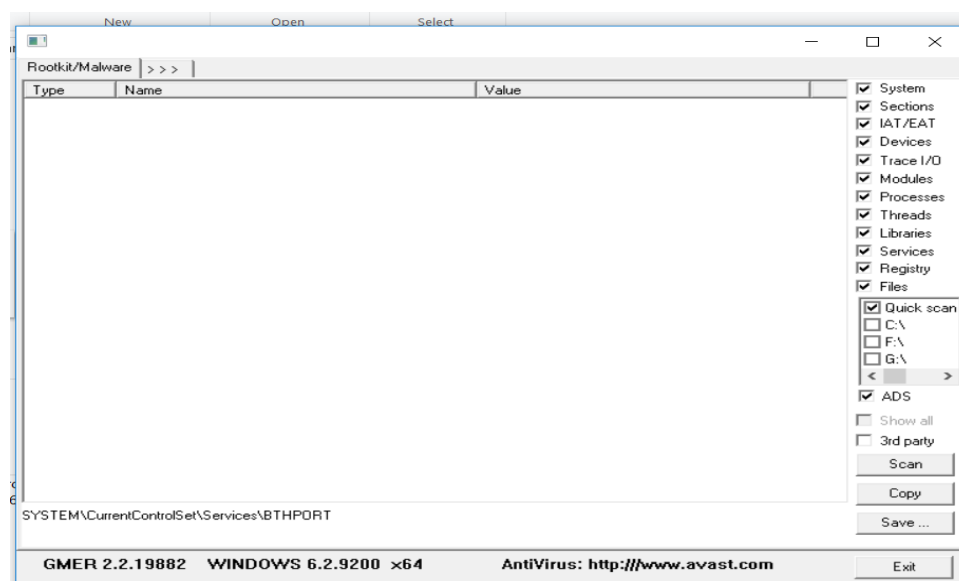 New Open Select
Rootkit/Malware > > >
Type Name Value
System
Sections
IAT/EAT
Devices
Trace I/O
Modules
Processes
Threads
Libraries
Services
Registry
Files
Quick scan
C:\
F:\
G:\
ADS
Show all
3rd party
Scan
Copy
SYSTEM\CurrentControlSet\Services\BTHPORT
Save ...
GMER 2.2.19882 WINDOWS 6.2.9200 x64 AntiVirus: http:///www.avast.com
Exit